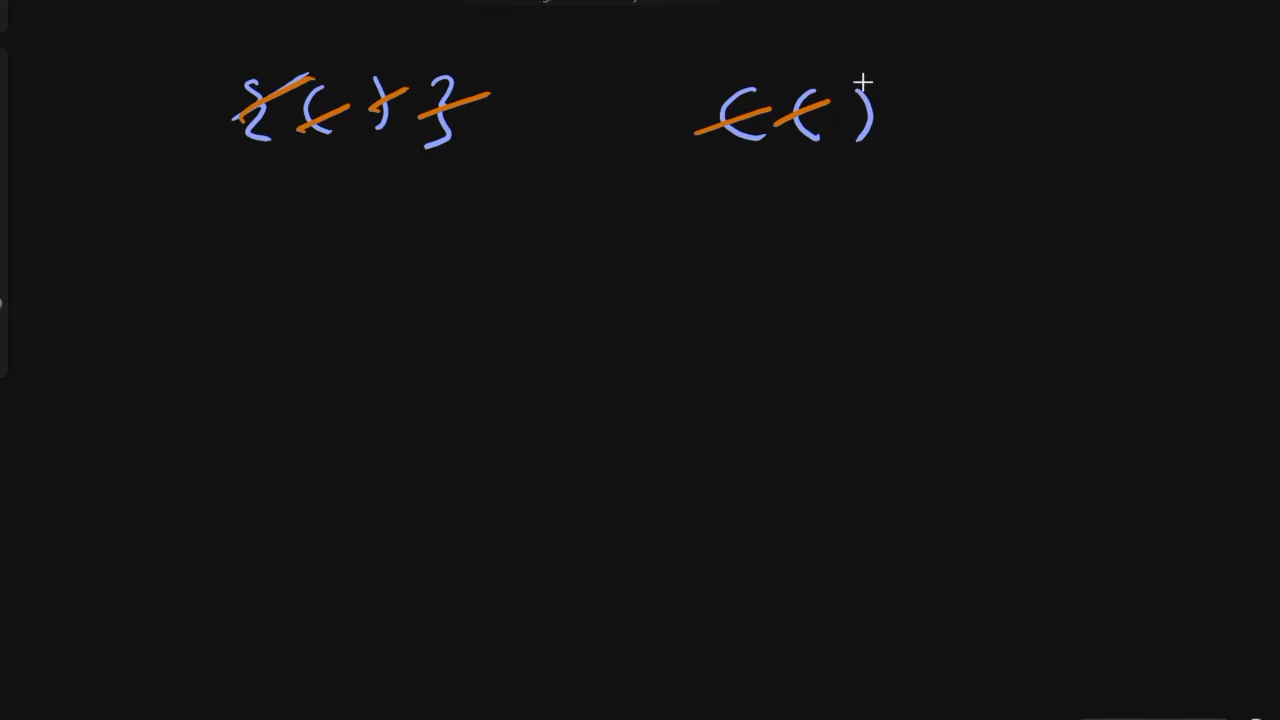 { ( ) } ( ( )